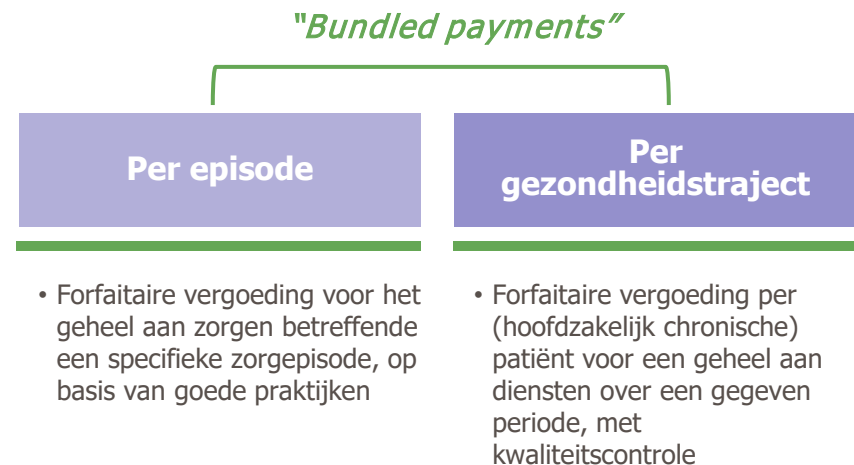 "Bundled payments"
Per episode
Per
gezondheidstraject
• Forfaitaire vergoeding voor het
geheel aan zorgen betreffende
een specifieke zorgepisode, op
basis van goede praktijken
• Forfaitaire vergoeding per
(hoofdzakelijk chronische)
patiënt voor een geheel aan
diensten over een gegeven
periode, met
kwaliteitscontrole